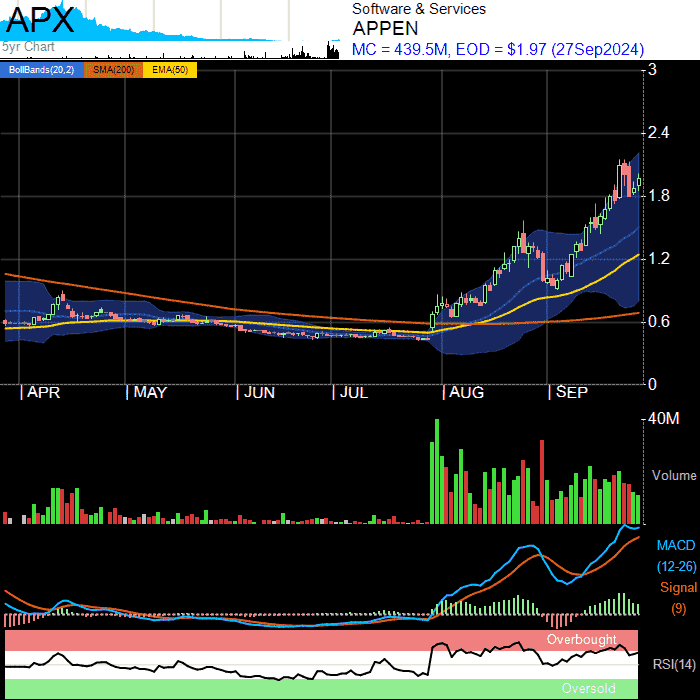 APX
5yr Chart
Software & Services
APPEN
MC = 439.5M, EOD = $1.97 (27Sep2024)
BollBands(20,2) SMA(200) EMA(50)
3
2.4
1.8
1.2
0.6
0
APR MAY JUN JUL AUG SEP
40M
Volume
MACD
(12-26)
Signal
(9)
Overbought
RSI(14)
Oversold